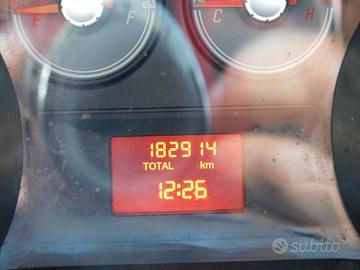 E F C H
182914
TOTAL km
12:26
subito